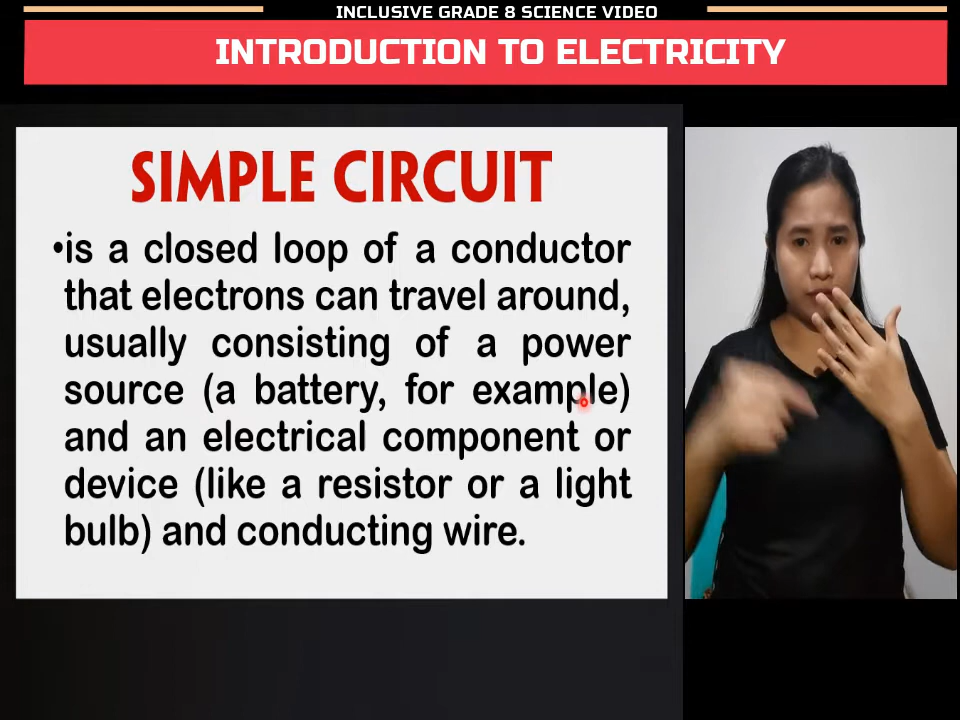 INCLUSIVE GRADE 8 SCIENCE VIDEO
INTRODUCTION TO ELECTRICITY
SIMPLE CIRCUIT
•is a closed loop of a conductor
that electrons can travel around,
usually consisting of a power
source (a battery, for example)
and an electrical component or
device (like a resistor or a light
bulb) and conducting wire.